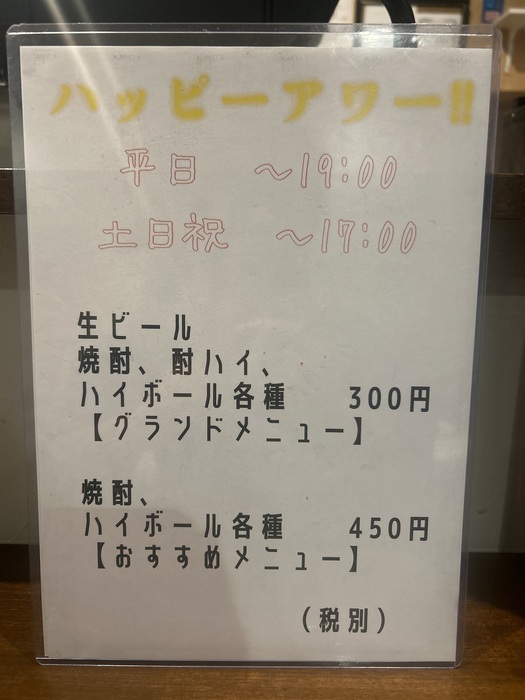 ハッピーアワー!!
平日 ～19:00
土日祝 ～17:00
生ビール
焼酎、酎ハイ、
ハイボール各種 300円
【グランドメニュー】
焼酎、
ハイボール各種 450円
【おすすめメニュー】
(税別)